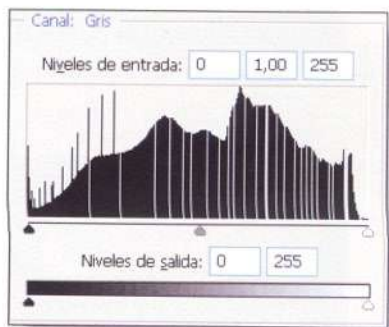 Canal: Gris
Niveles de entrada: 0 1,00 255
Niveles de salida: 0 255